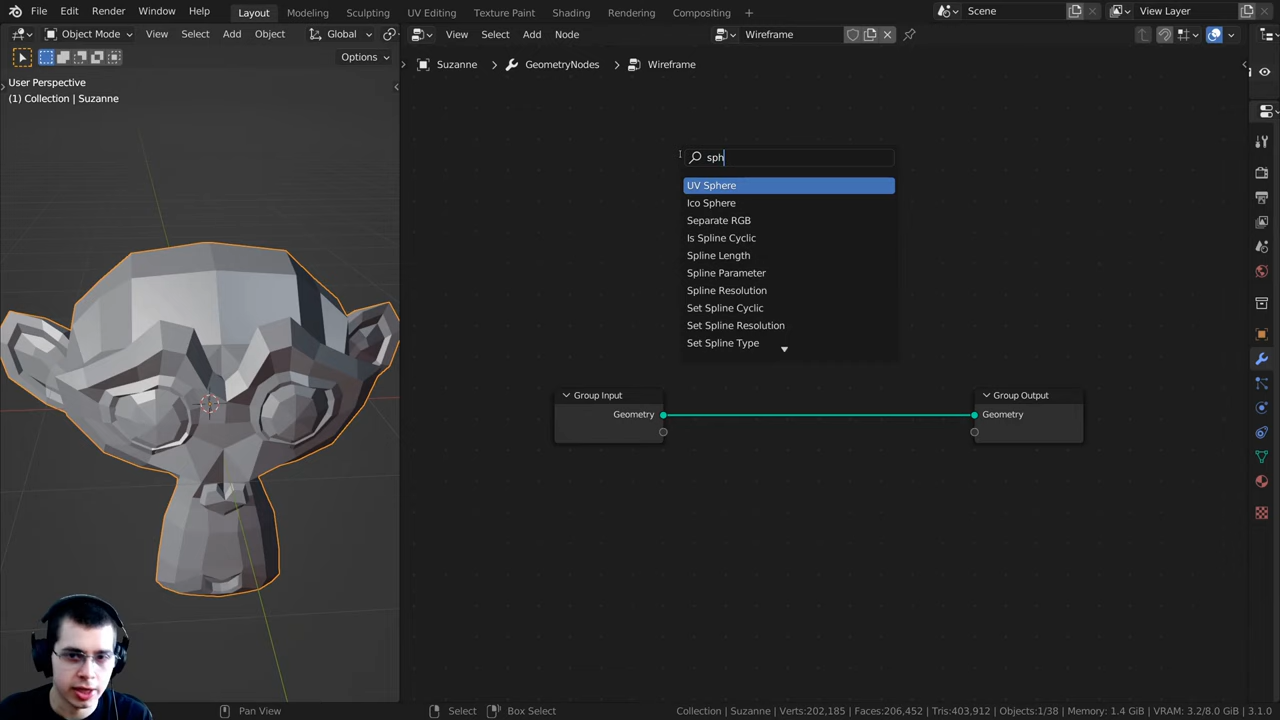 File Edit Render Window Help Layout Modeling Sculpting UV Editing Texture Paint Shading Rendering Compositing Scene View Layer
Object Mode View Select Add Object Global View Select Add Node Wireframe
Options
Suzanne GeometryNodes Wireframe
User Perspective
(1) Collection | Suzanne
sph
UV Sphere
Ico Sphere
Separate RGB
Is Spline Cyclic
Spline Length
Spline Parameter
Spline Resolution
Set Spline Cyclic
Set Spline Resolution
Set Spline Type
Group Input
Geometry
Group Output
Geometry
Pan View Select Box Select Collection | Suzanne | Verts:202,185 | Faces:206,452 | Tris:403,912 | Objects:1/38 | Memory: 1.4 GiB | VRAM: 3.2/8.0 GiB | 3.1.0